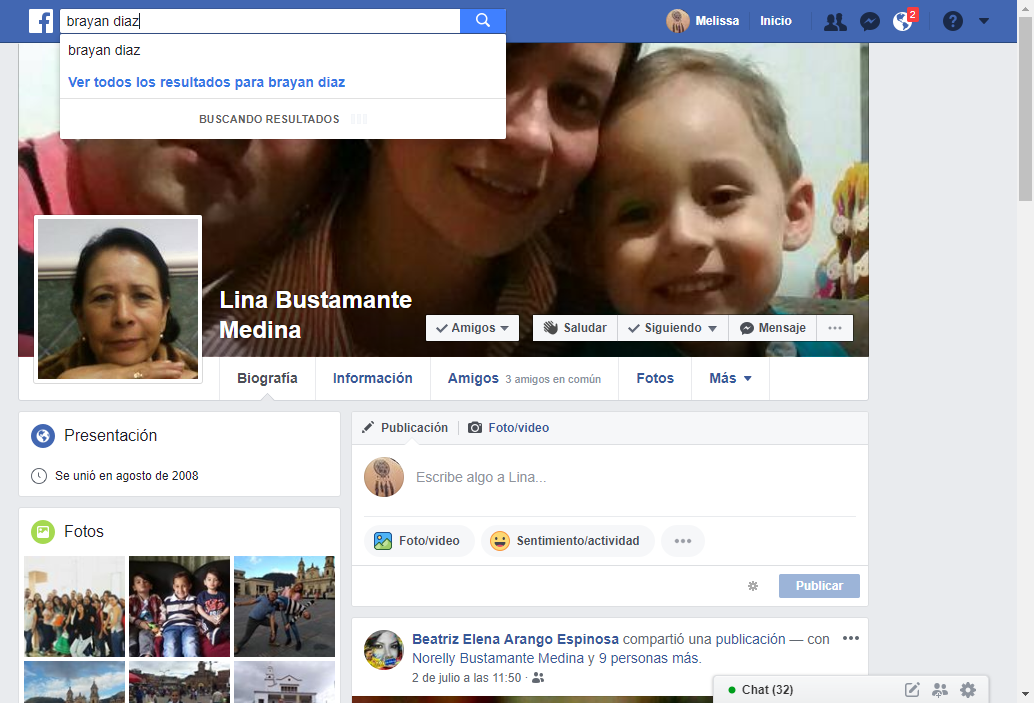 brayan diaz
Melissa
Inicio
2
brayan diaz
Ver todos los resultados para brayan diaz
BUSCANDO RESULTADOS
Lina Bustamante
Medina
Amigos
Saludar
Siguiendo
Mensaje
Biografía
Información
Amigos 3 amigos en común
Fotos
Más
Presentación
Se unió en agosto de 2008
Fotos
Publicación
Foto/video
Escribe algo a Lina...
Foto/video
Sentimiento/actividad
Publicar
Beatriz Elena Arango Espinosa compartió una publicación — con
Norelly Bustamante Medina y 9 personas más.
2 de julio a las 11:50 ·
Chat (32)